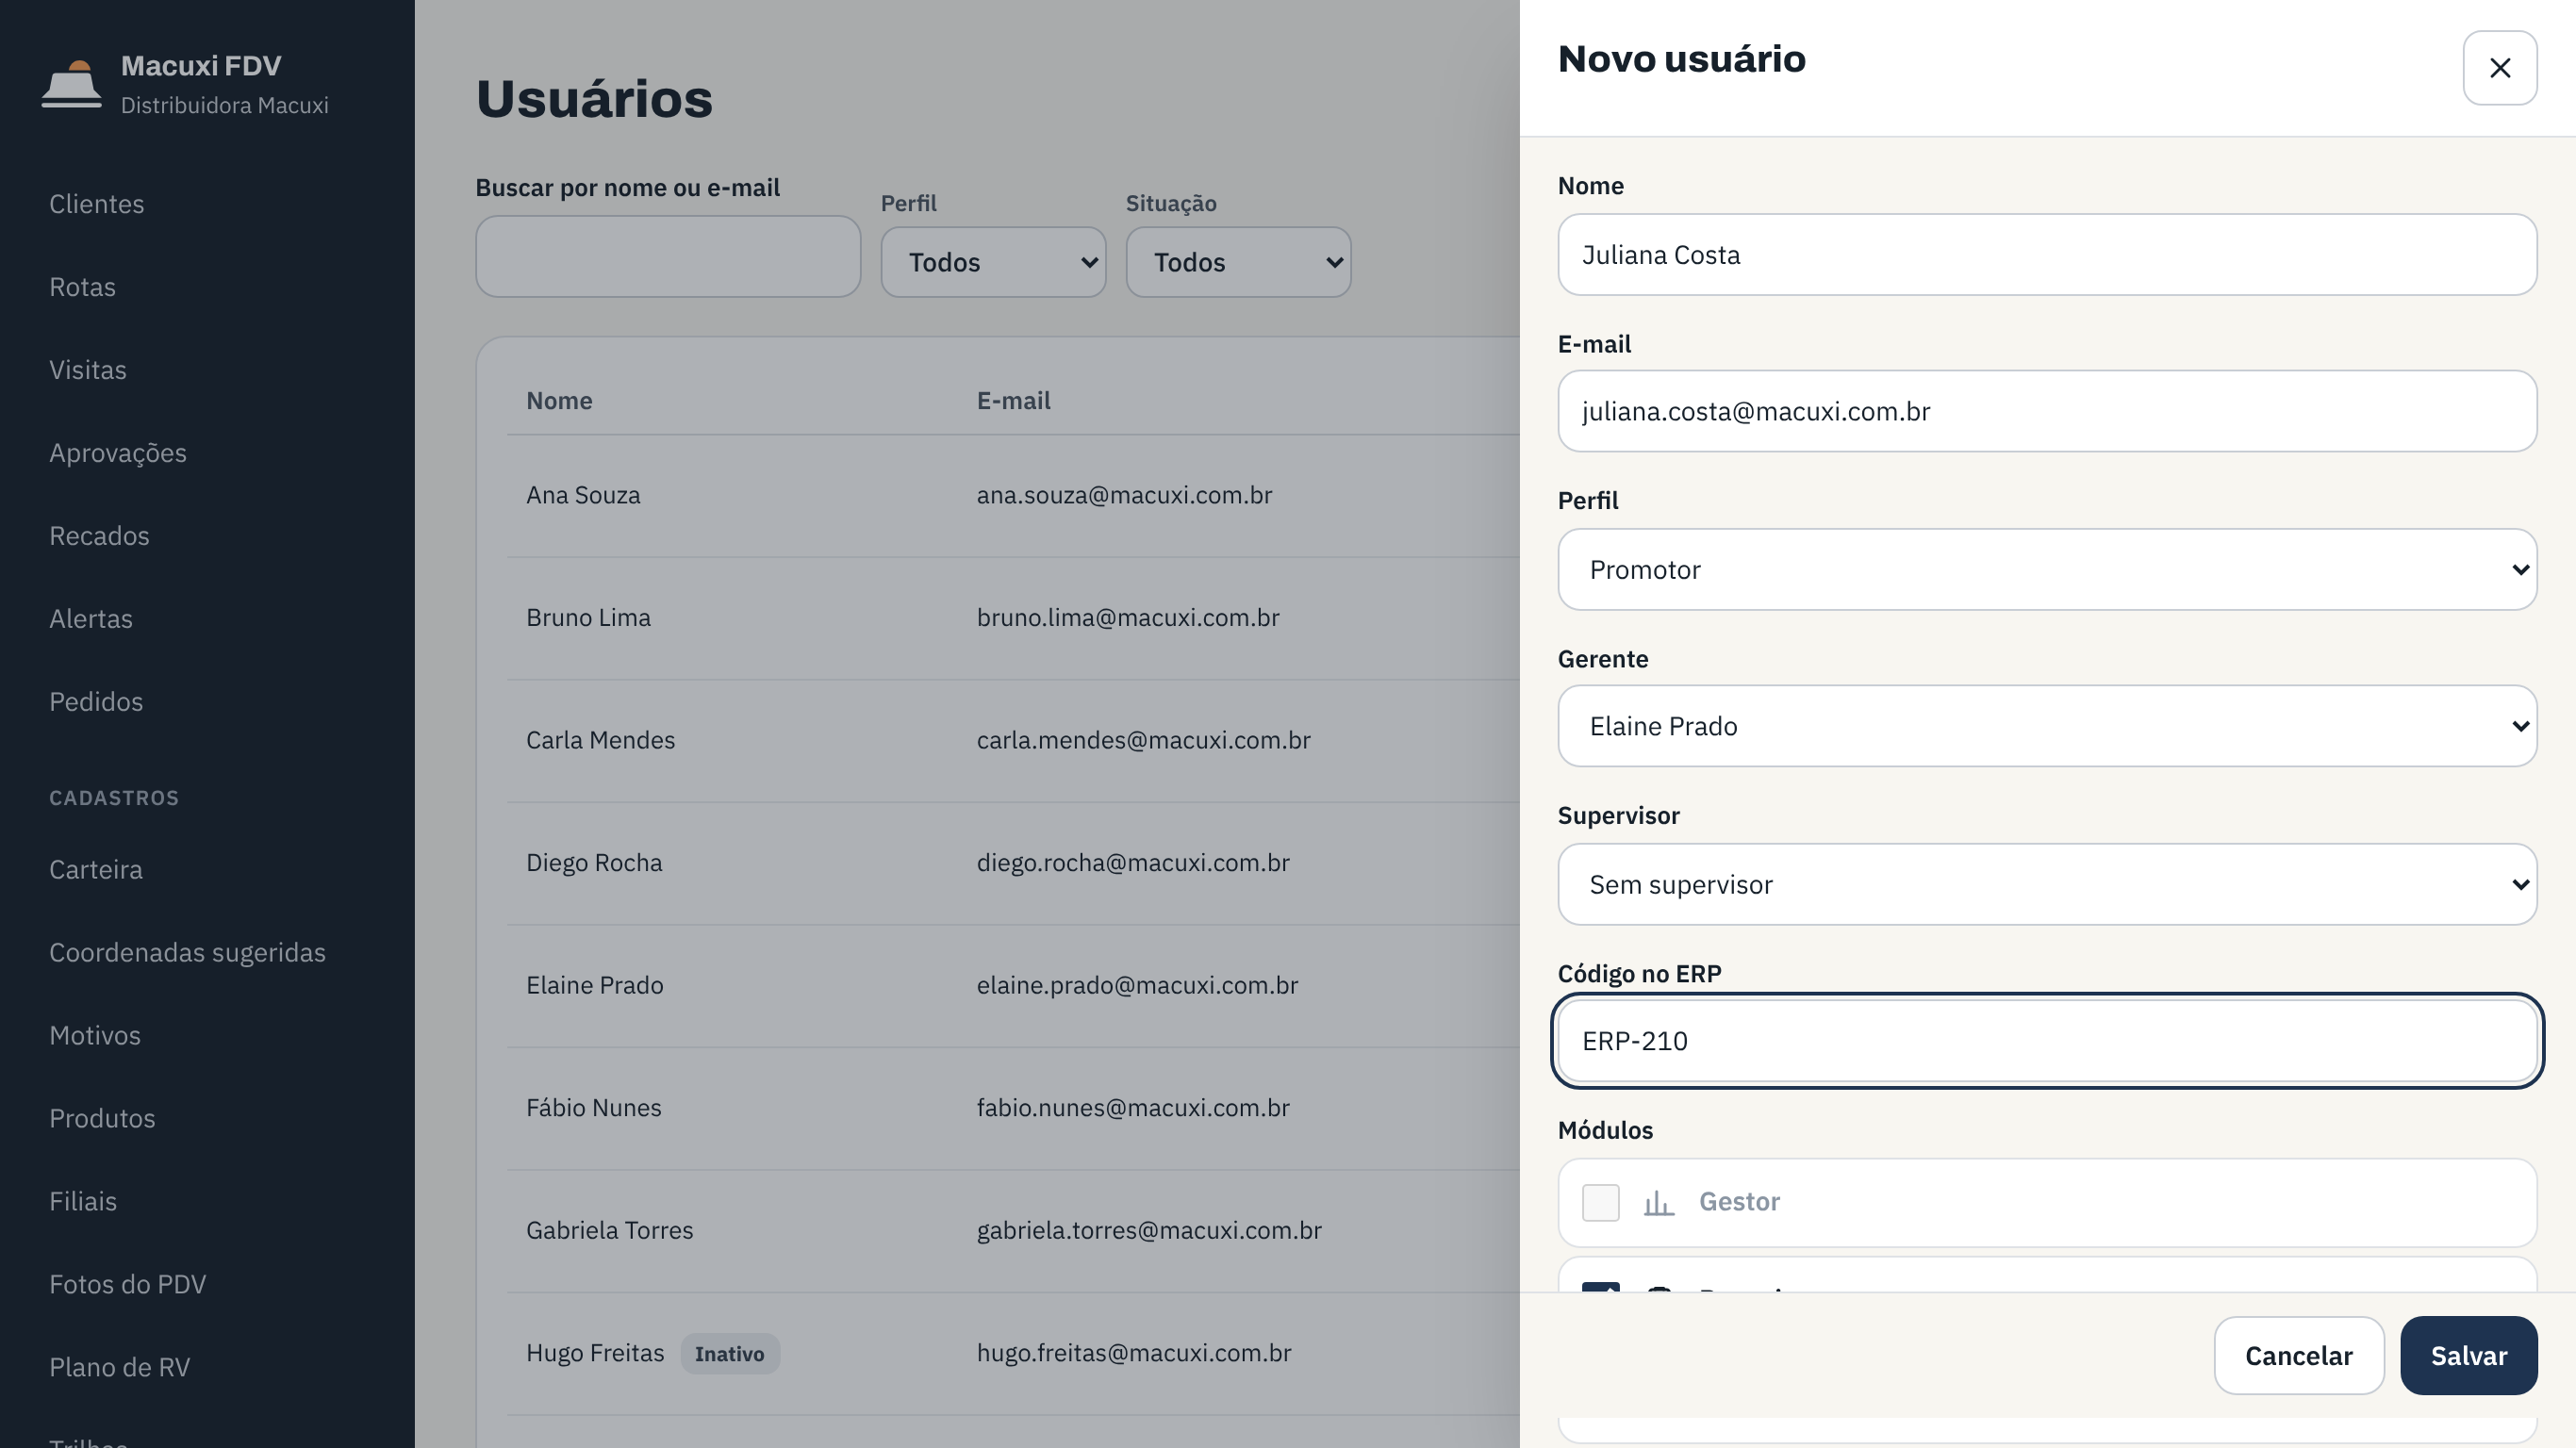 Macuxi FDV
Distribuidora Macuxi
Clientes
Rotas
Visitas
Aprovações
Recados
Alertas
Pedidos
CADASTROS
Carteira
Coordenadas sugeridas
Motivos
Produtos
Filiais
Fotos do PDV
Plano de RV
Usuários
Buscar por nome ou e-mail
Perfil
Situação
Todos
Todos
Nome E-mail
Ana Souza ana.souza@macuxi.com.br
Bruno Lima bruno.lima@macuxi.com.br
Carla Mendes carla.mendes@macuxi.com.br
Diego Rocha diego.rocha@macuxi.com.br
Elaine Prado elaine.prado@macuxi.com.br
Fábio Nunes fabio.nunes@macuxi.com.br
Gabriela Torres gabriela.torres@macuxi.com.br
Hugo Freitas Inativo hugo.freitas@macuxi.com.br
Novo usuário
Nome
Juliana Costa
E-mail
juliana.costa@macuxi.com.br
Perfil
Promotor
Gerente
Elaine Prado
Supervisor
Sem supervisor
Código no ERP
ERP-210
Módulos
Gestor
Cancelar
Salvar